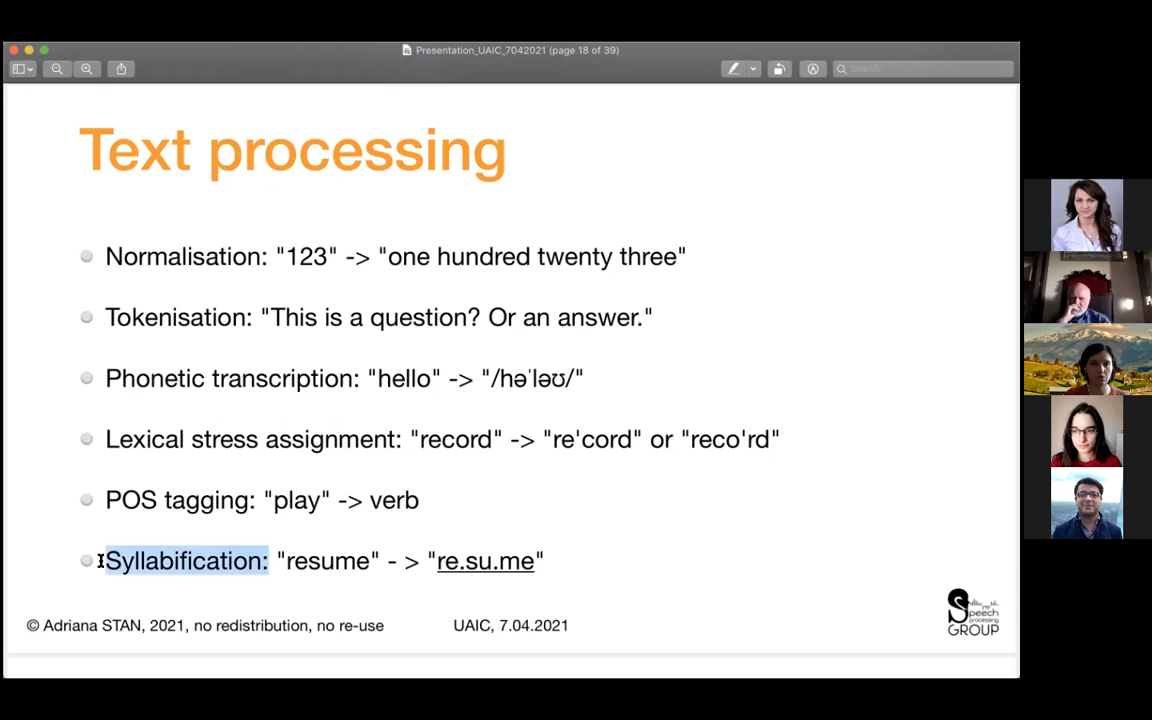 Presentation_UAIC_7042021 (page 18 of 39)
Search
Text processing
Normalisation: "123" -> "one hundred twenty three"
Tokenisation: "This is a question? Or an answer."
Phonetic transcription: "hello" -> "/həˈləʊ/"
Lexical stress assignment: "record" -> "re'cord" or "reco'rd"
POS tagging: "play" -> verb
Syllabification: "resume" - > "re.su.me"
© Adriana STAN, 2021, no redistribution, no re-use
UAIC, 7.04.2021
Speech
processing
GROUP